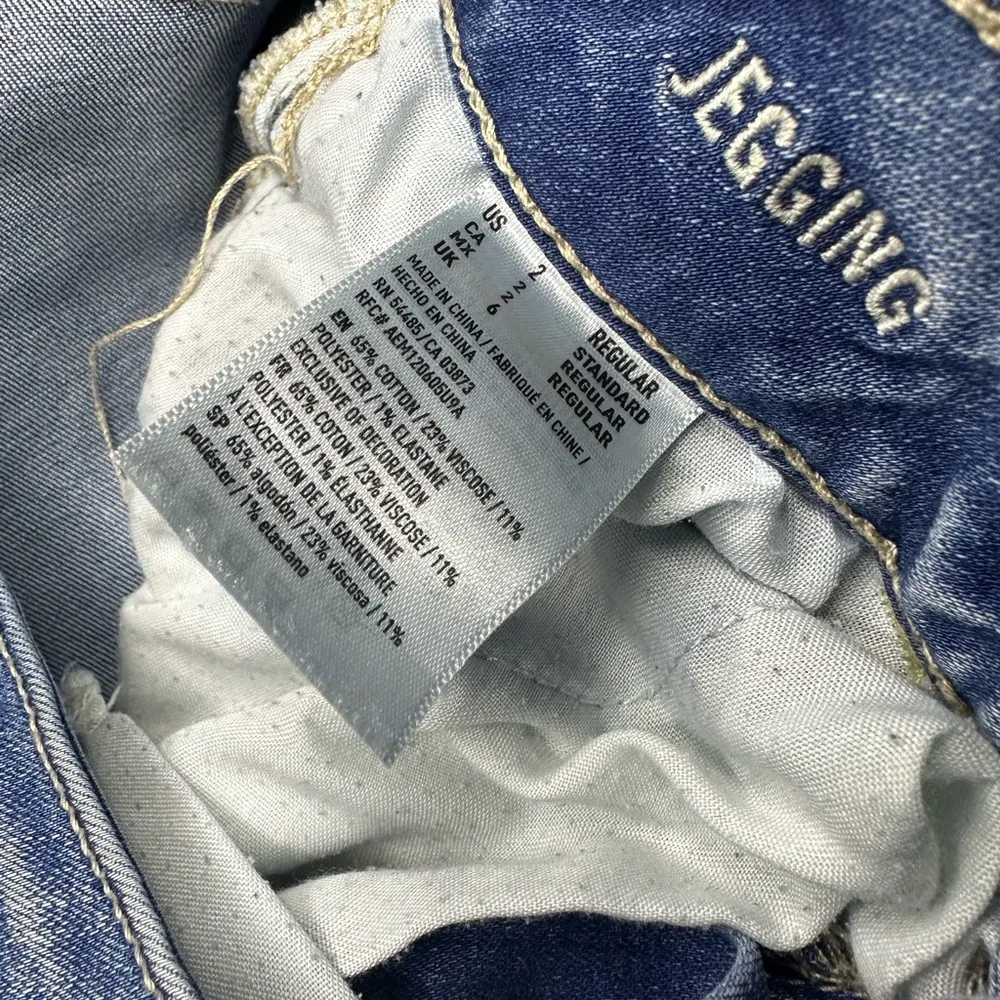 JEGGING
US 2 REGULAR
CA 2 STANDARD
MX 2 REGULAR
UK 6 REGULAR
MADE IN CHINA / FABRIQUÉ EN CHINE /
HECHO EN CHINA
RN 54485/CA 03673
RFC# AEM120605URA
EN 65% COTTON / 23% VISCOSE / 11%
POLYESTER / 1% ELASTANE
EXCLUSIVE OF DECORATION
FR 65% COTON / 23% VISCOSE / 11%
POLYESTER / 1% ÉLASTHANNE
À L'EXCEPTION DE LA GARNITURE
SP 65% algodón / 23% viscosa / 11%
poliéster / 1% elastano